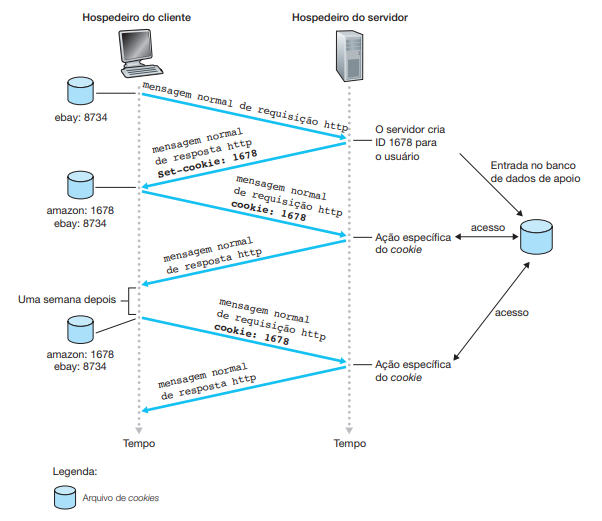 Hospedeiro do cliente
Hospedeiro do servidor
ebay: 8734
mensagem normal de requisição http
O servidor cria
ID 1678 para
o usuário
mensagem normal
de resposta http
Set-cookie: 1678
Entrada no banco
de dados de apoio
amazon: 1678
ebay: 8734
mensagem normal
de requisição http
cookie: 1678
Ação específica
do cookie
acesso
mensagem normal
de resposta http
Uma semana depois
amazon: 1678
ebay: 8734
mensagem normal
de requisição http
cookie: 1678
acesso
Ação específica
do cookie
mensagem normal
de resposta http
Tempo
Tempo
Legenda:
Arquivo de cookies